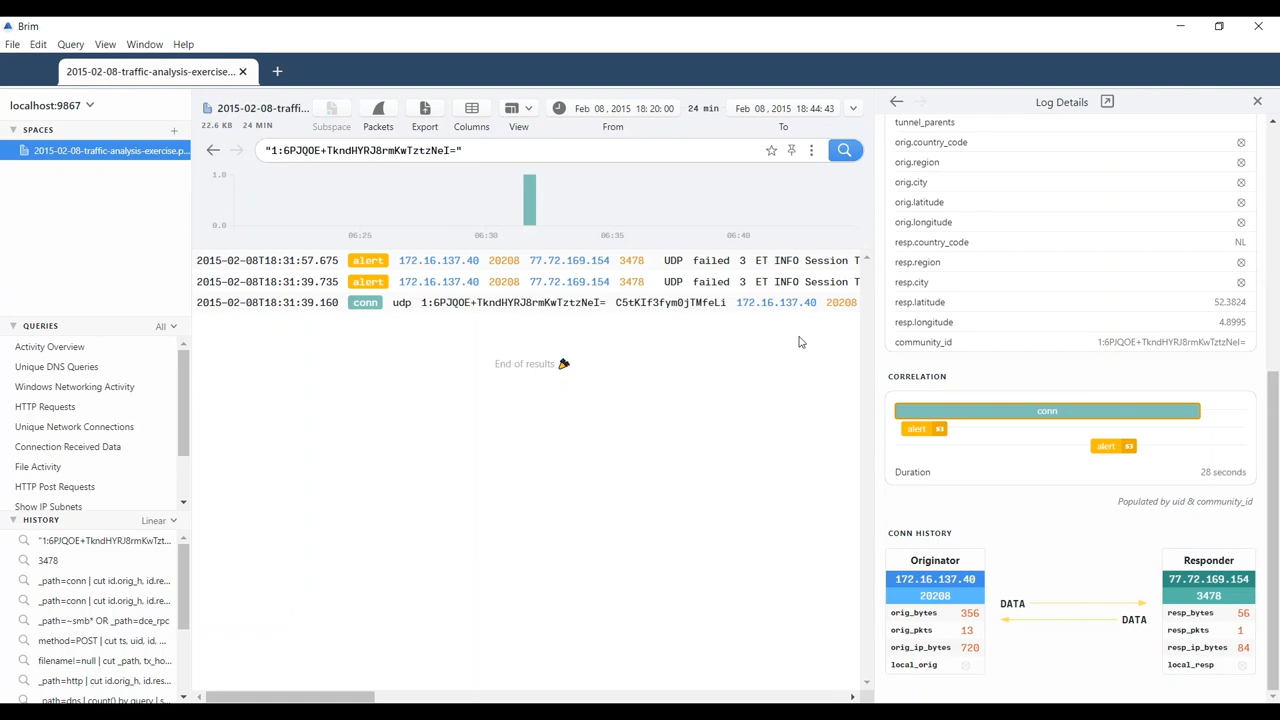 Brim
File Edit Query View Window Help
2015-02-08-traffic-analysis-exercise...
localhost:9867
SPACES
2015-02-08-traffic-analysis-exercise.p...
QUERIES All
Activity Overview
Unique DNS Queries
Windows Networking Activity
HTTP Requests
Unique Network Connections
Connection Received Data
File Activity
HTTP Post Requests
Show IP Subnets
HISTORY Linear
"1:6PJQOE+TkndHYRJ8rmKwTzt...
3478
_path=conn | cut id.orig_h, id.re...
_path=conn | cut id.orig_h, id.re...
_path=~smb* OR _path=dce_rpc
method=POST | cut ts, uid, id, ...
filename!=null | cut _path, tx_ho...
_path=http | cut id.orig_h, id.res...
_path=dns | count() by query | s...
2015-02-08-traffi...
22.6 KB 24 MIN
Subspace
Packets
Export
Columns
View
Feb 08, 2015 18:20:00
From
24 min
Feb 08, 2015 18:44:43
To
"1:6PJQOE+TkndHYRJ8rmKwTztzNeI="
1.0
0.0
06:25 06:30 06:35 06:40
2015-02-08T18:31:57.675 alert 172.16.137.40 20208 77.72.169.154 3478 UDP failed 3 ET INFO Session T
2015-02-08T18:31:39.735 alert 172.16.137.40 20208 77.72.169.154 3478 UDP failed 3 ET INFO Session T
2015-02-08T18:31:39.160 conn udp 1:6PJQOE+TkndHYRJ8rmKwTztzNeI= C5tKIf3fym0jTMfeLi 172.16.137.40 20208
End of results
Log Details
tunnel_parents
orig.country_code
orig.region
orig.city
orig.latitude
orig.longitude
resp.country_code NL
resp.region
resp.city
resp.latitude 52.3824
resp.longitude 4.8995
community_id 1:6PJQOE+TkndHYRJ8rmKwTztzNeI=
CORRELATION
conn
alert S3
alert S3
Duration 28 seconds
Populated by uid & community_id
CONN HISTORY
Originator
172.16.137.40
20208
orig_bytes 356
orig_pkts 13
orig_ip_bytes 720
local_orig
DATA
DATA
Responder
77.72.169.154
3478
resp_bytes 56
resp_pkts 1
resp_ip_bytes 84
local_resp